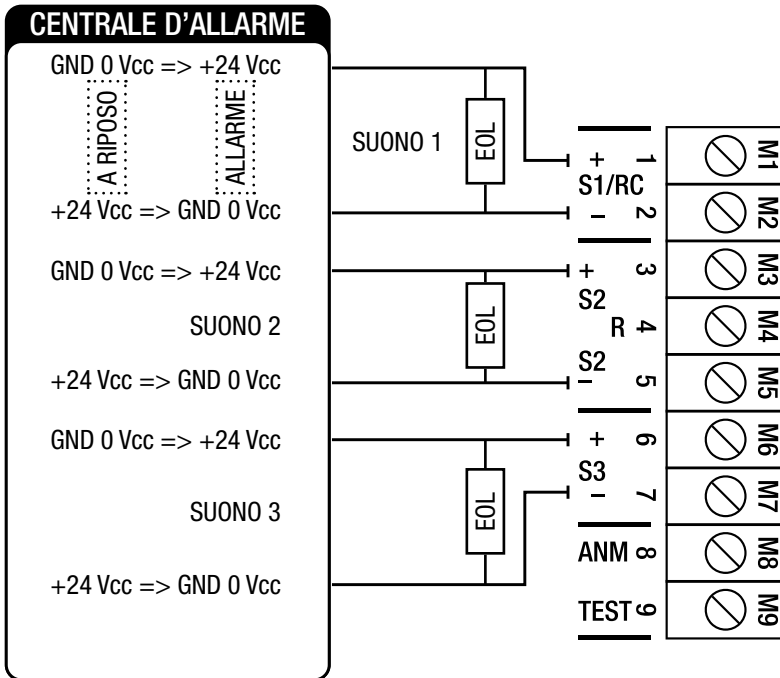 CENTRALE D'ALLARME
GND 0 Vcc => +24 Vcc
A RIPOSO
ALLARME
+24 Vcc => GND 0 Vcc
SUONO 1
EOL
GND 0 Vcc => +24 Vcc
SUONO 2
EOL
+24 Vcc => GND 0 Vcc
GND 0 Vcc => +24 Vcc
SUONO 3
EOL
+24 Vcc => GND 0 Vcc
+ 1 M1
S1/RC
– 2 M2
+ 3 M3
S2
R 4 M4
S2
– 5 M5
+ 6 M6
S3
– 7 M7
ANM 8 M8
TEST 9 M9